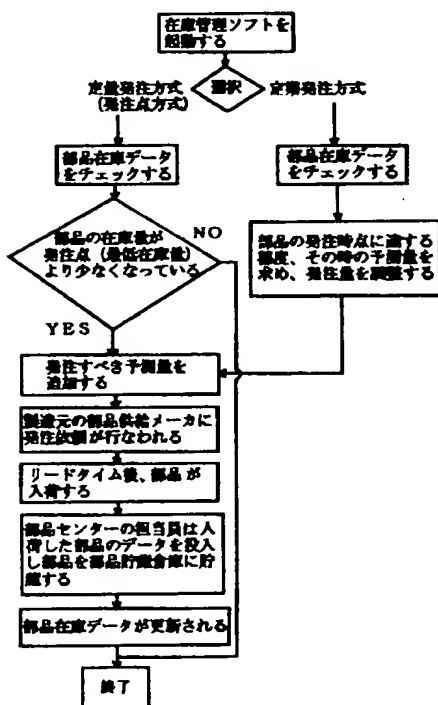 在庫管理ソフトを
起動する
選択
定量発注方式
(発注点方式)
定期発注方式
部品在庫データ
をチェックする
部品在庫データ
をチェックする
部品の在庫量が
発注点(最低在庫量)
より少なくなっている
NO
YES
部品の発注時点に達する
都度、その時の予測量を
求め、発注量を調整する
発注すべき予測量を
追加する
製造元の部品供給メーカに
発注依頼が行なわれる
リードタイム後、部品が
入荷する
部品センターの担当員は入
荷した部品のデータを投入
し部品を部品貯蔵倉庫に貯
蔵する
部品在庫データが更新される
終了